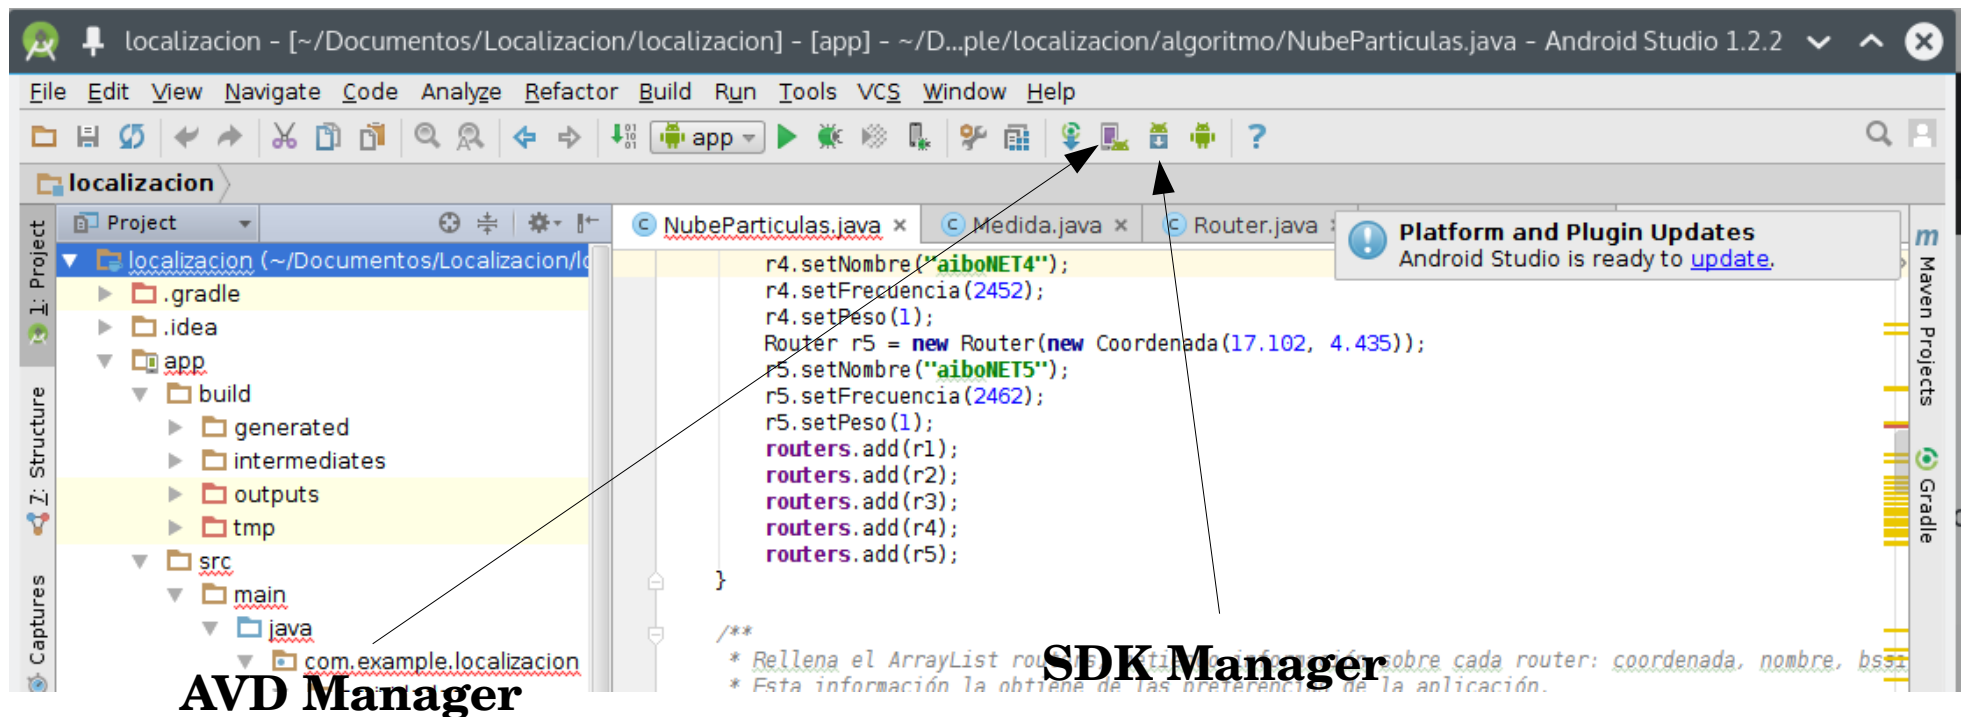 localizacion - [~/Documentos/Localizacion/localizacion] - [app] - ~/D...ple/localizacion/algoritmo/NubeParticulas.java - Android Studio 1.2.2
File Edit View Navigate Code Analyze Refactor Build Run Tools VCS Window Help
app
localizacion
Project
NubeParticulas.java
Medida.java
Router.java
Platform and Plugin Updates
Android Studio is ready to update.
1: Project
7: Structure
Captures
localizacion (~/Documentos/Localizacion/lo
.gradle
.idea
app
build
generated
intermediates
outputs
tmp
src
main
java
com.example.localizacion
r4.setNombre("aiboNET4");
r4.setFrecuencia(2452);
r4.setPeso(1);
Router r5 = new Router(new Coordenada(17.102, 4.435));
r5.setNombre("aiboNET5");
r5.setFrecuencia(2462);
r5.setPeso(1);
routers.add(r1);
routers.add(r2);
routers.add(r3);
routers.add(r4);
routers.add(r5);
}
/**
* Rellena el ArrayList información sobre cada router: coordenada, nombre, bssi
* Esta información la obtiene de las preferencias de la aplicación.
Maven Projects
Gradle
AVD Manager
SDK Manager